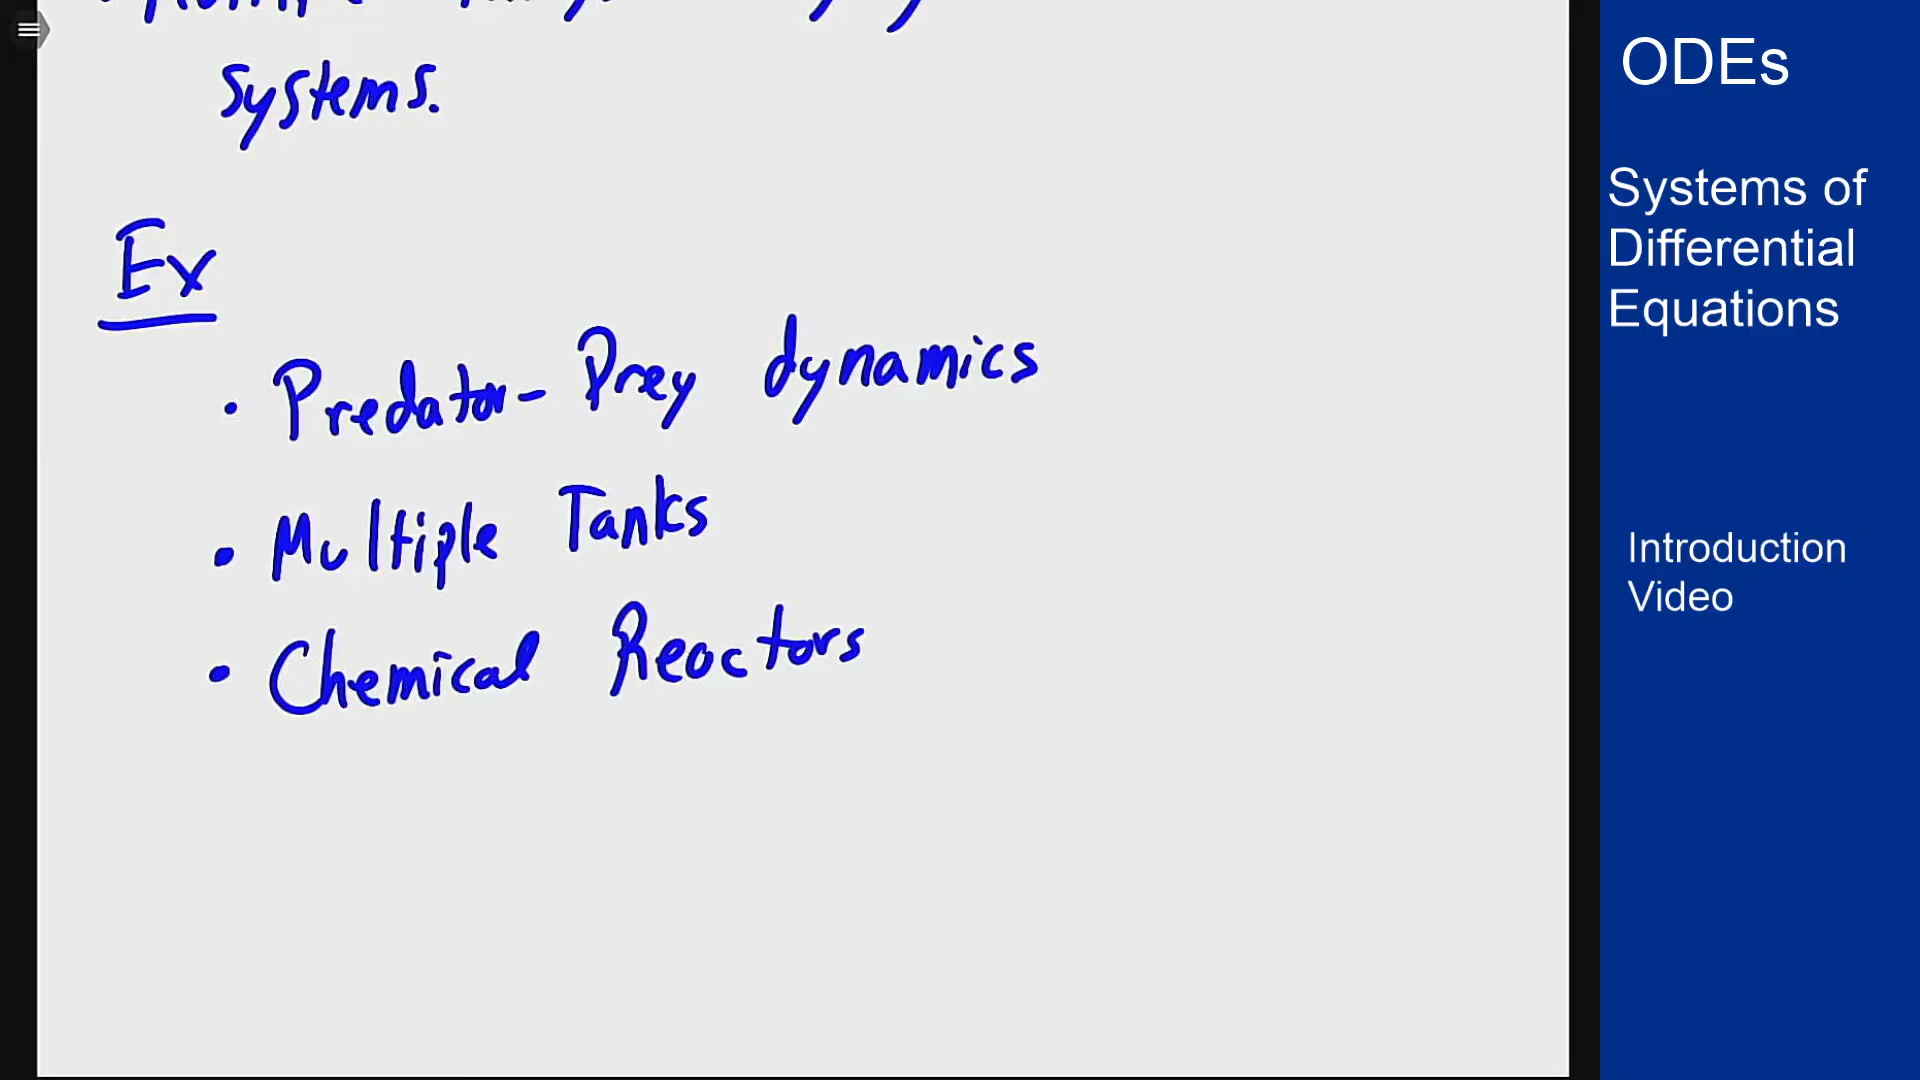 systems.
Ex
• Predator-Prey dynamics
• Multiple Tanks
• Chemical Reactors
ODEs
Systems of
Differential
Equations
Introduction
Video